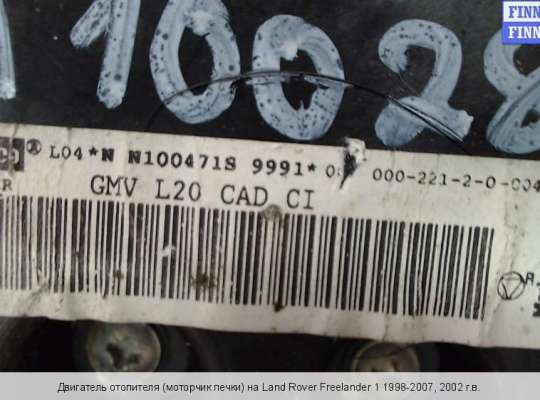 FINN
FINN
10028
L04*N N100471S 9991* 000-221-2-0-004
R
GMV L20 CAD CI
Двигатель отопителя (моторчик печки) на Land Rover Freelander 1 1998-2007, 2002 г.в.